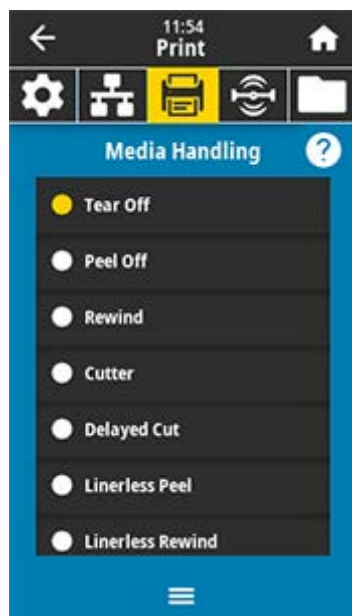 11:54
Print
Media Handling
?
Tear Off
Peel Off
Rewind
Cutter
Delayed Cut
Linerless Peel
Linerless Rewind